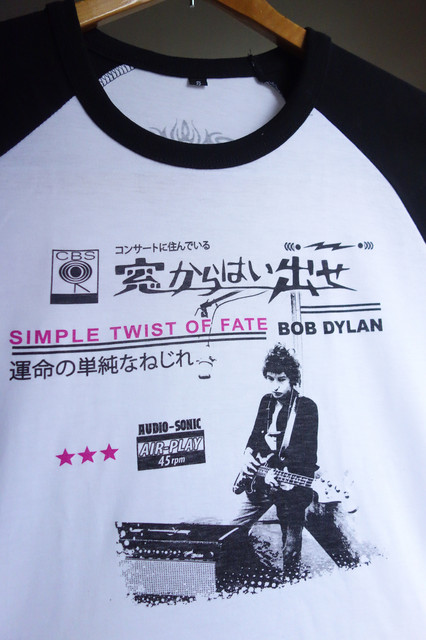 コンサートに住んでいる
CBS
窓からはい出せ
SIMPLE TWIST OF FATE BOB DYLAN
運命の単純なねじれ
AUDIO-SONIC
AIR-PLAY
45 rpm